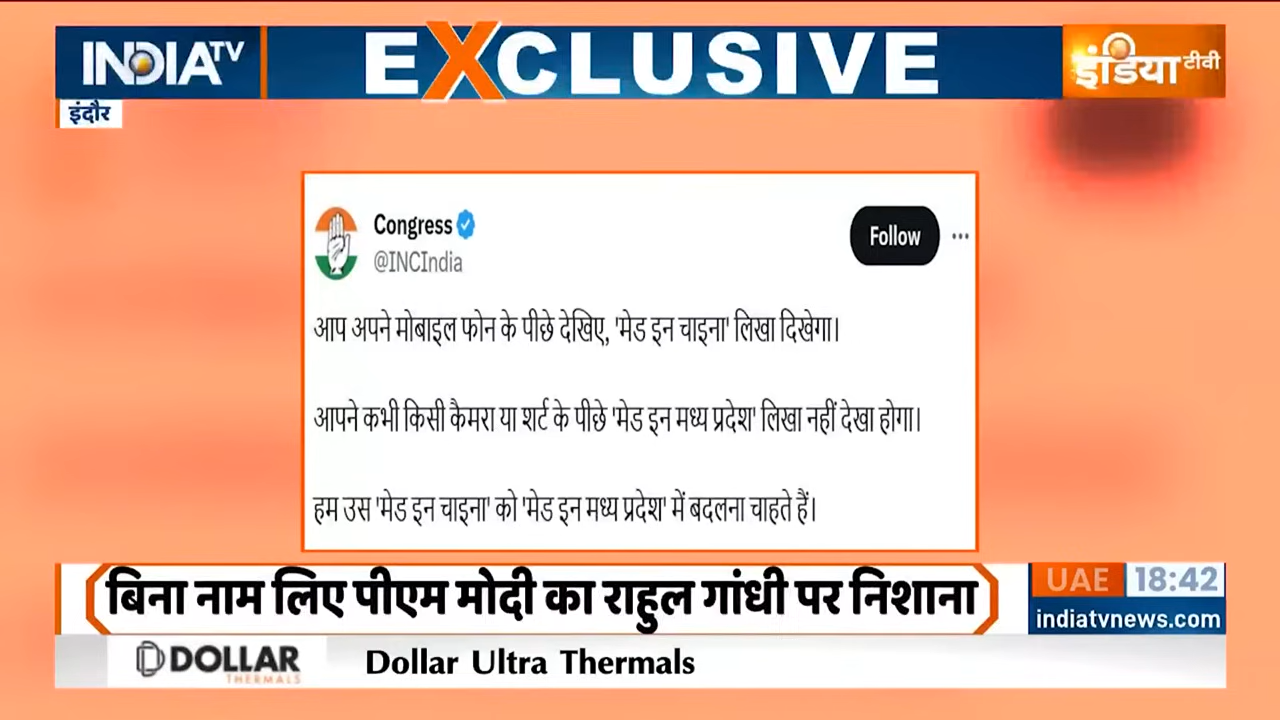 INDIA TV
EXCLUSIVE
इंडिया टीवी
इंदौर
Congress
Follow
@INCIndia
आप अपने मोबाइल फोन के पीछे देखिए, 'मेड इन चाइना' लिखा दिखेगा।
आपने कभी किसी कैमरा या शर्ट के पीछे 'मेड इन मध्य प्रदेश' लिखा नहीं देखा होगा।
हम उस 'मेड इन चाइना' को 'मेड इन मध्य प्रदेश' में बदलना चाहते हैं।
बिना नाम लिए पीएम मोदी का राहुल गांधी पर निशाना
UAE 18:42
indiatvnews.com
DOLLAR
THERMALS
Dollar Ultra Thermals